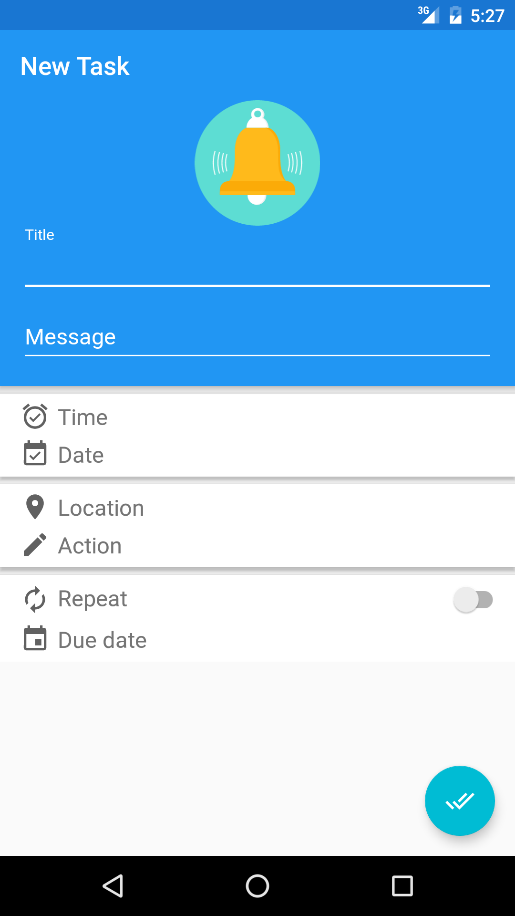 3G 5:27
New Task
Title
Message
Time
Date
Location
Action
Repeat
Due date